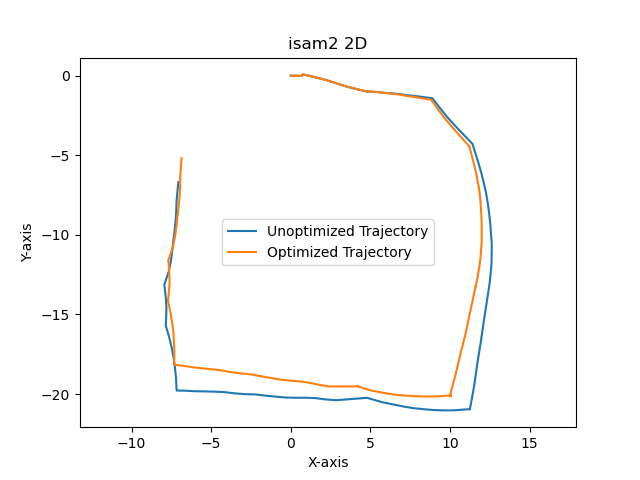 isam2 2D
0
−5
−10
−15
−20
Y-axis
Unoptimized Trajectory
Optimized Trajectory
−10
−5
0
5
10
15
X-axis